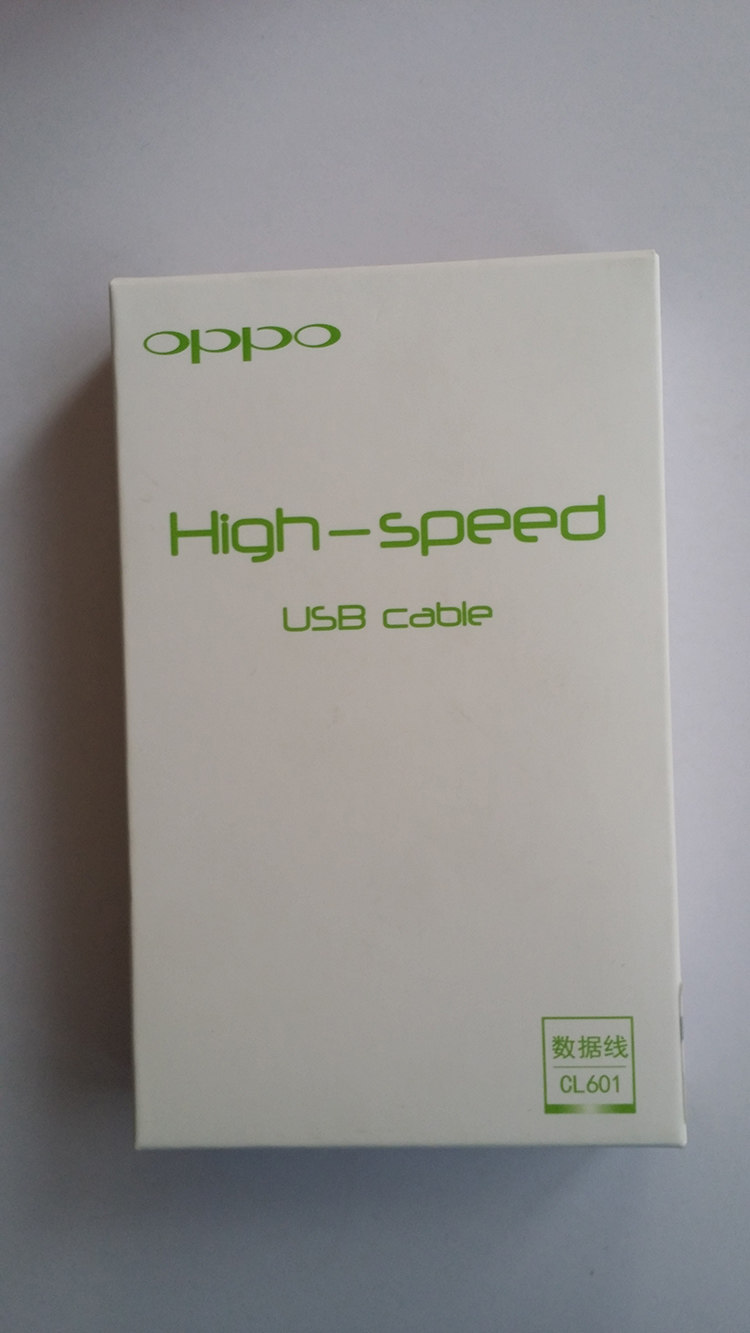 oppo
High-speed
USB cable
数据线
CL601